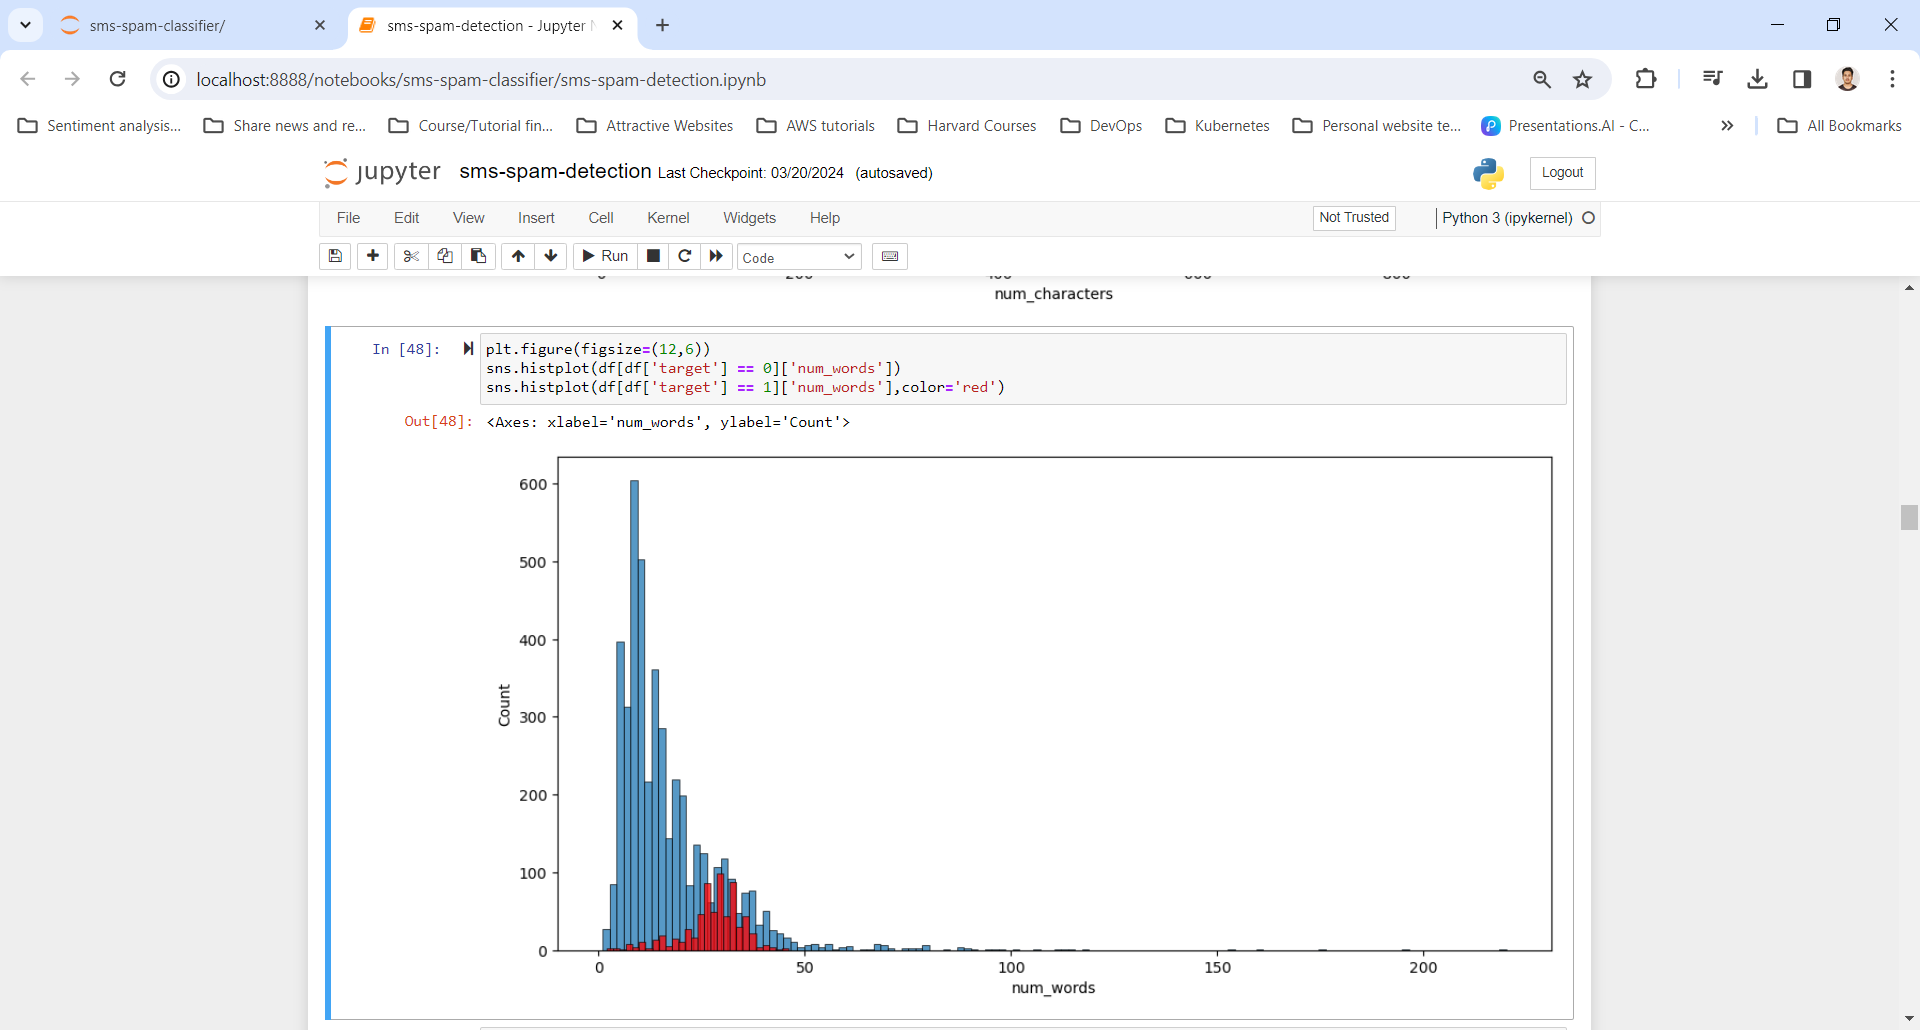 sms-spam-classifier/
sms-spam-detection - Jupyter
localhost:8888/notebooks/sms-spam-classifier/sms-spam-detection.ipynb
Sentiment analysis... Share news and re... Course/Tutorial fin... Attractive Websites AWS tutorials Harvard Courses DevOps Kubernetes Personal website te... Presentations.AI - C... » All Bookmarks
jupyter sms-spam-detection Last Checkpoint: 03/20/2024 (autosaved) Logout
File Edit View Insert Cell Kernel Widgets Help Not Trusted Python 3 (ipykernel)
Run Code
0 200 400 600 800
num_characters
In [48]: plt.figure(figsize=(12,6))
sns.histplot(df[df['target'] == 0]['num_words'])
sns.histplot(df[df['target'] == 1]['num_words'],color='red')
Out[48]: <Axes: xlabel='num_words', ylabel='Count'>
600
500
400
Count
300
200
100
0
0 50 100 150 200
num_words